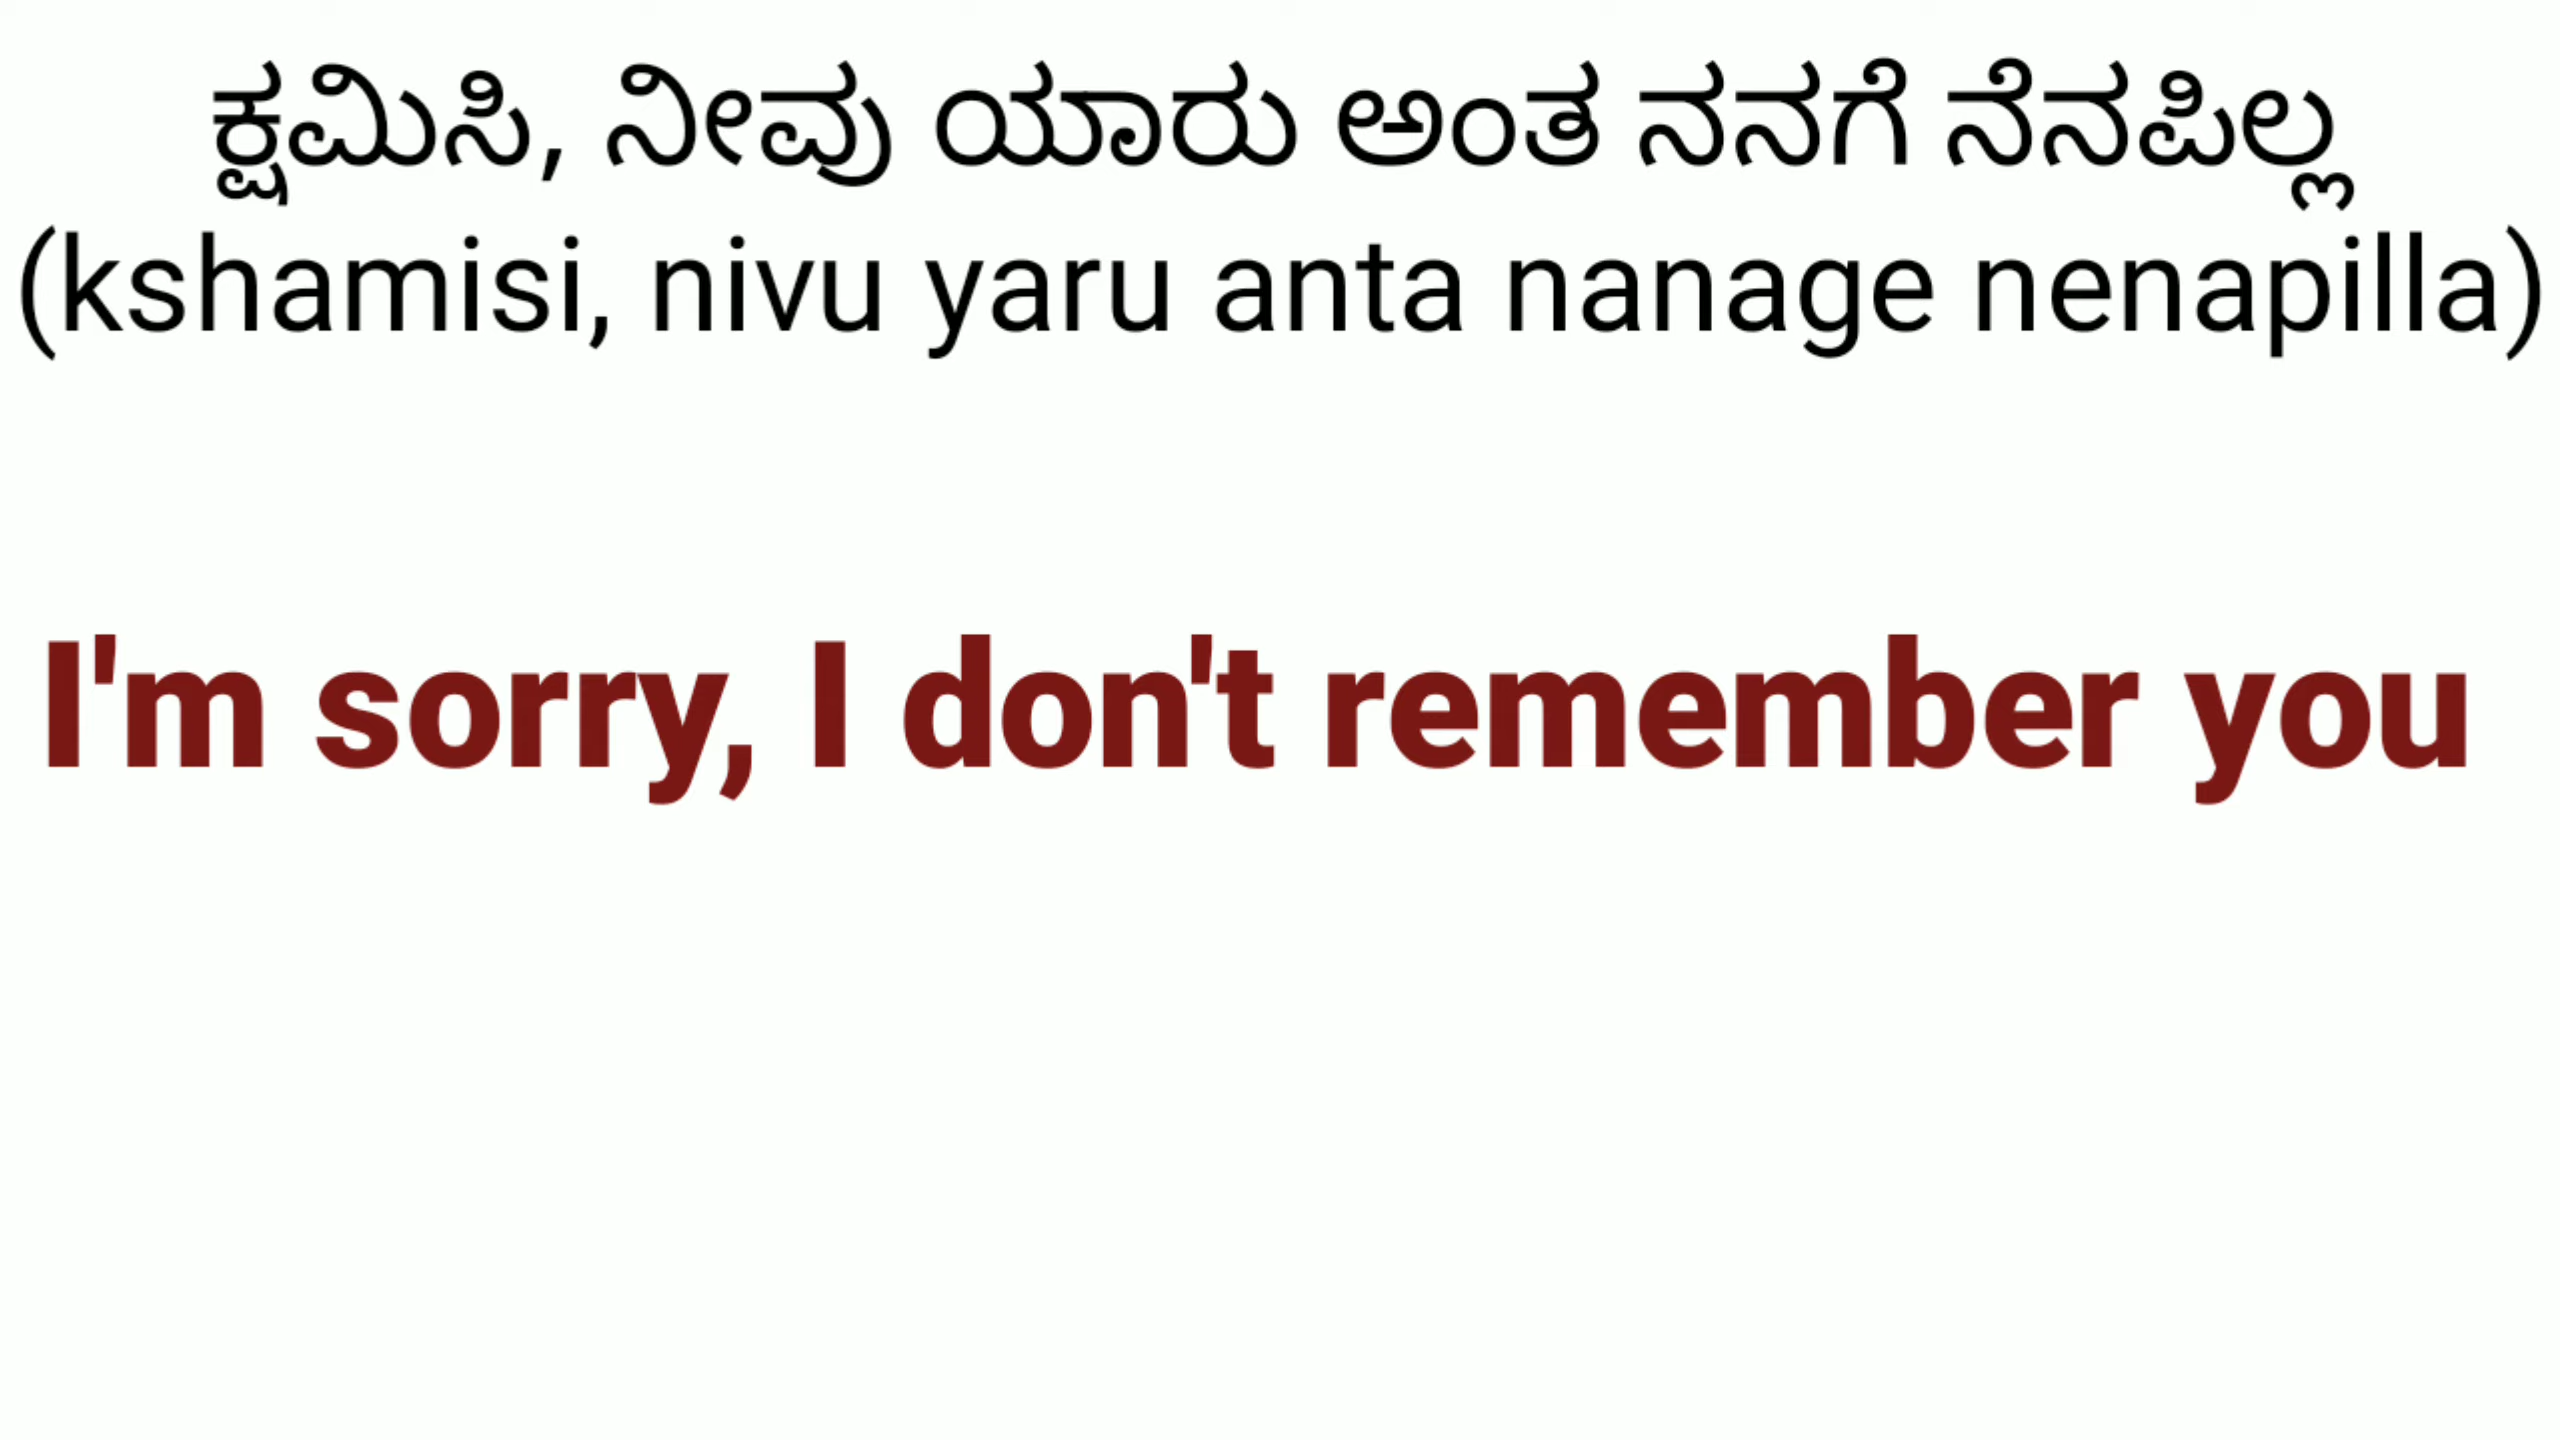 ಕ್ಷಮಿಸಿ, ನೀವು ಯಾರು ಅಂತ ನನಗೆ ನೆನಪಿಲ್ಲ
(kshamisi, nivu yaru anta nanage nenapilla)
I'm sorry, I don't remember you